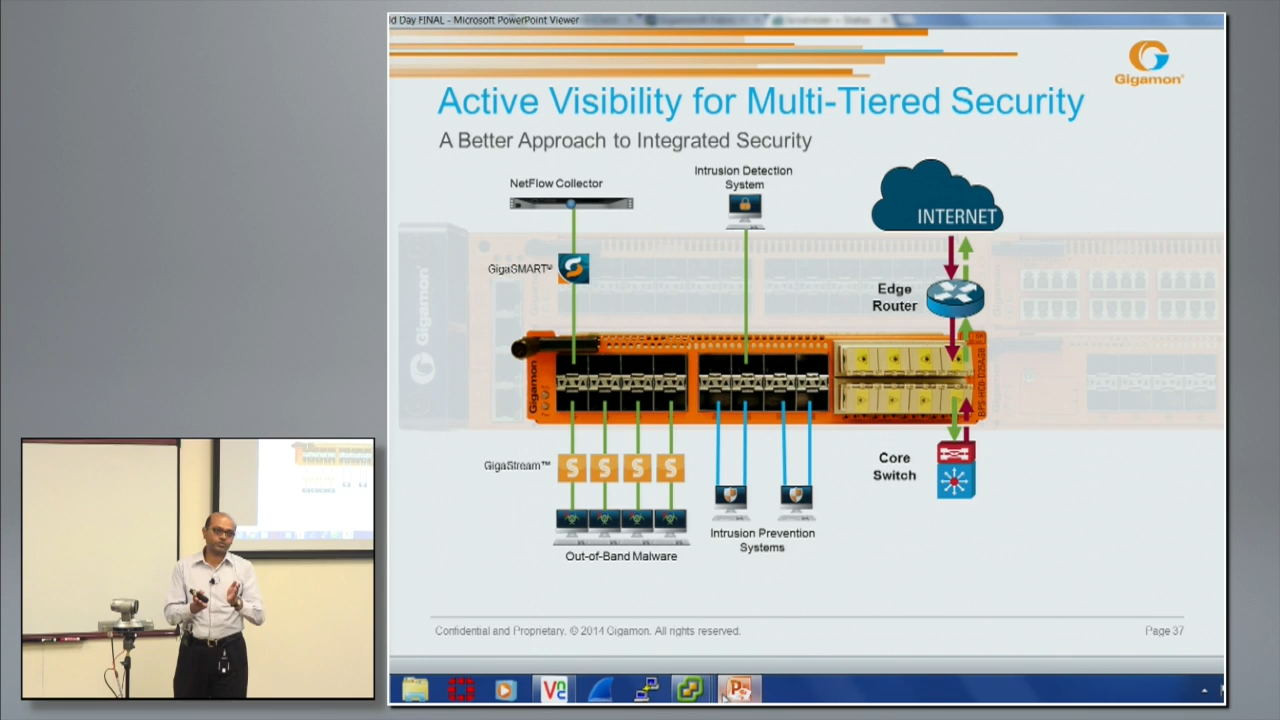 d Day FINAL - Microsoft PowerPoint Viewer
Gigamon®
Active Visibility for Multi-Tiered Security
A Better Approach to Integrated Security
NetFlow Collector
Intrusion Detection
System
INTERNET
GigaSMART®
Edge
Router
Gigamon
Gigamon
GigaStream™
Core
Switch
Out-of-Band Malware
Intrusion Prevention
Systems
Confidential and Proprietary. © 2014 Gigamon. All rights reserved.
Page 37